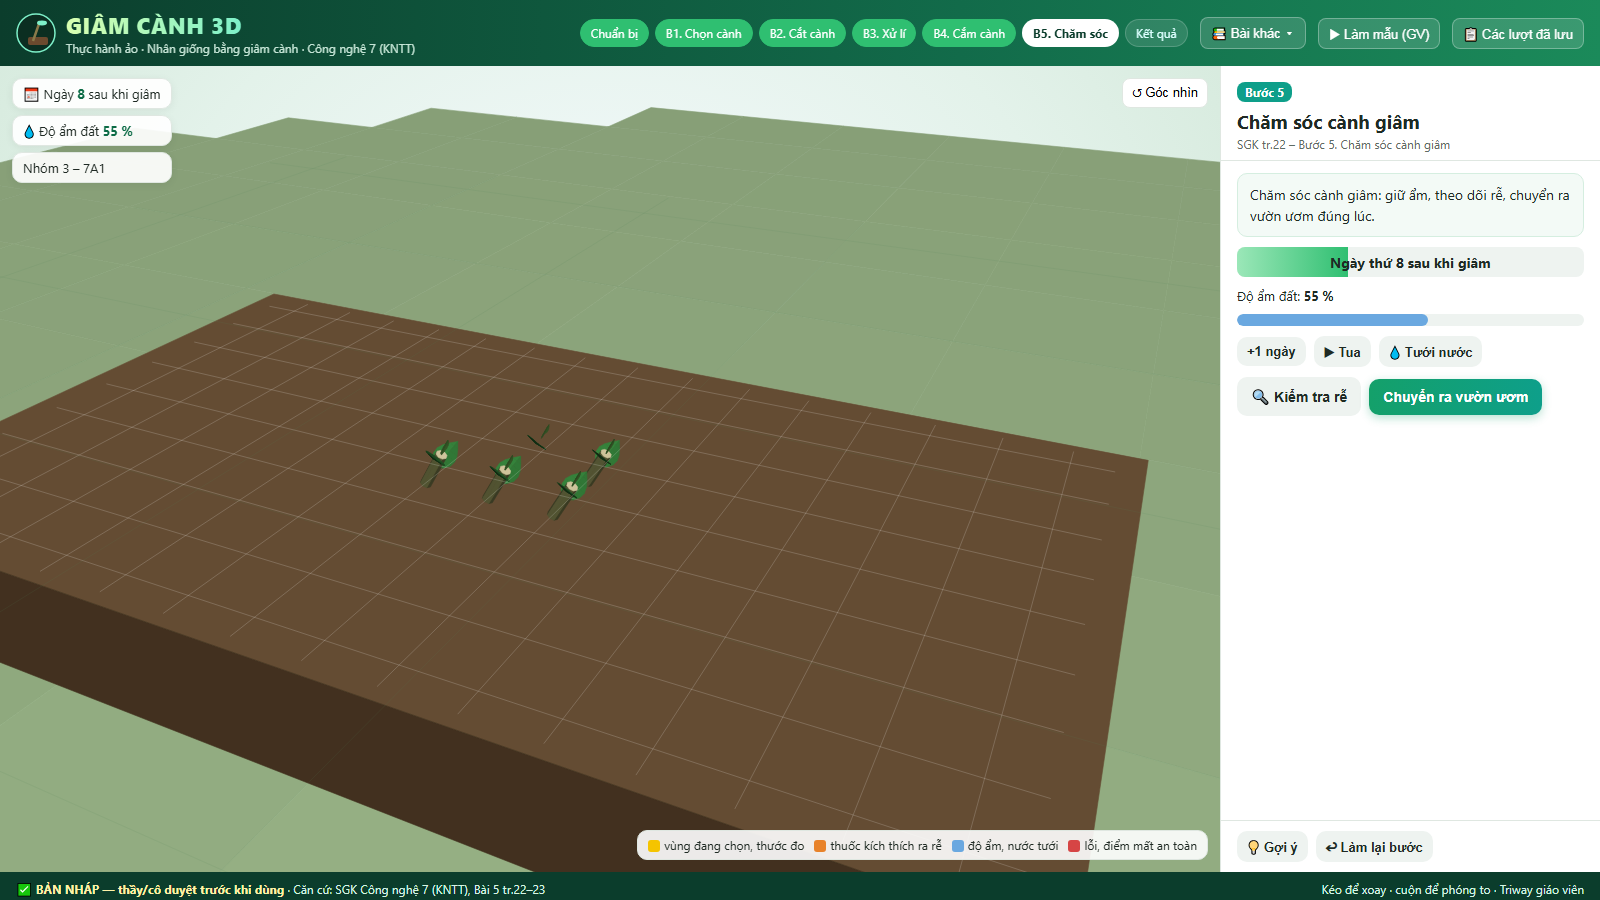 GIÂM CÀNH 3D
Thực hành ảo · Nhân giống bằng giâm cành · Công nghệ 7 (KNTT)
Chuẩn bị
B1. Chọn cành
B2. Cắt cành
B3. Xử lí
B4. Cắm cành
B5. Chăm sóc
Kết quả
Bài khác
Làm mẫu (GV)
Các lượt đã lưu
Ngày 8 sau khi giâm
Độ ẩm đất 55 %
Nhóm 3 – 7A1
Góc nhìn
Bước 5
Chăm sóc cành giâm
SGK tr.22 – Bước 5. Chăm sóc cành giâm
Chăm sóc cành giâm: giữ ẩm, theo dõi rễ, chuyển ra
vườn ươm đúng lúc.
Ngày thứ 8 sau khi giâm
Độ ẩm đất: 55 %
+1 ngày
Tua
Tưới nước
Kiểm tra rễ
Chuyển ra vườn ươm
vùng đang chọn, thước đo
thuốc kích thích ra rễ
độ ẩm, nước tưới
lỗi, điểm mất an toàn
Gợi ý
Làm lại bước
BẢN NHÁP — thầy/cô duyệt trước khi dùng · Căn cứ: SGK Công nghệ 7 (KNTT), Bài 5 tr.22–23
Kéo để xoay · cuộn để phóng to · Triway giáo viên